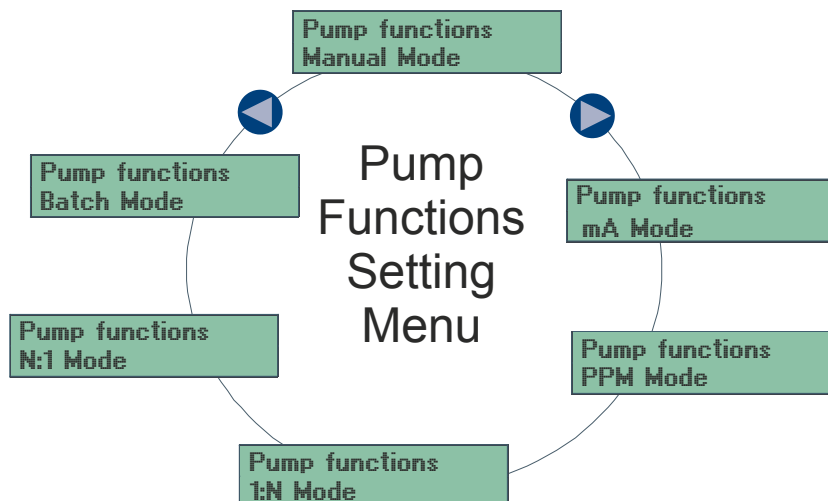 Pump functions
Manual Mode
Pump functions
Batch Mode
Pump
Functions
Setting
Menu
Pump functions
mA Mode
Pump functions
N:1 Mode
Pump functions
PPM Mode
Pump functions
1:N Mode